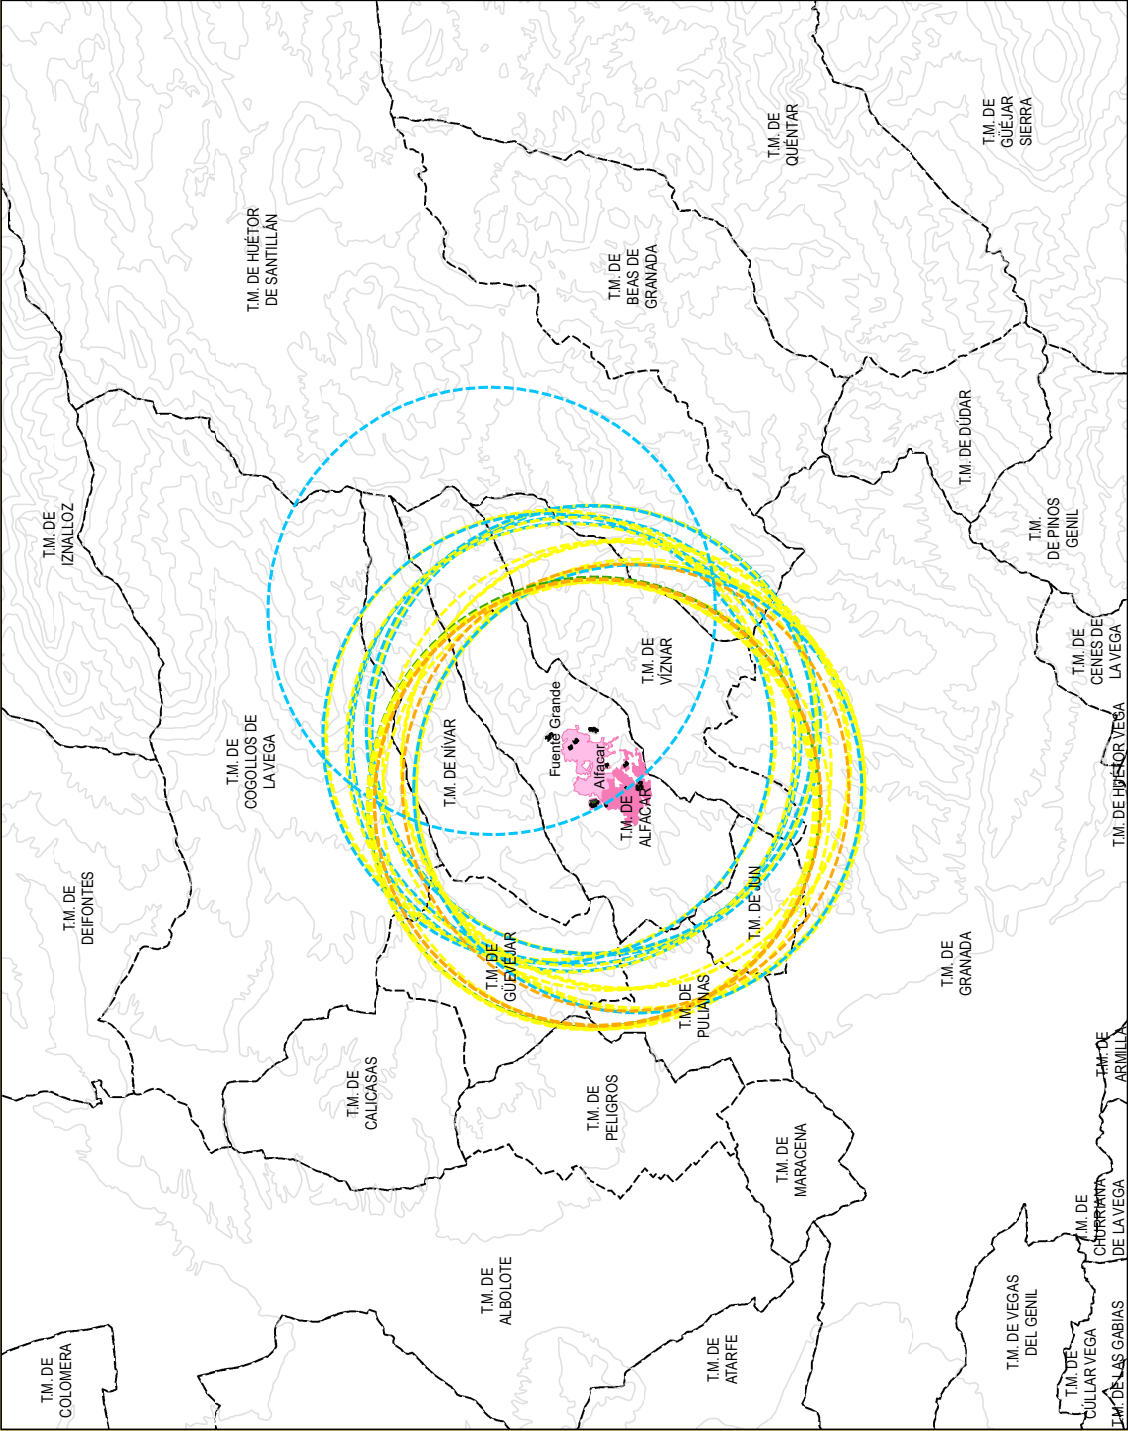 T.M. DE
COLOMERA
T.M. DE
DEIFONTES
T.M. DE
IZNALLOZ
T.M. DE
COGOLLOS DE
LA VEGA
T.M. DE HUÉTOR
DE SANTILLÁN
T.M. DE
CALICASAS
T.M. DE NÍVAR
T.M. DE
ALBOLOTE
T.M. DE
GÜEVÉJAR
Fuente Grande
Alfacar
T.M. DE
ALFACAR
T.M. DE
VÍZNAR
T.M. DE
BEAS DE
GRANADA
T.M. DE
PELIGROS
T.M. DE
PULIANAS
T.M. DE JUN
T.M. DE
QUÉNTAR
T.M. DE
ATARFE
T.M. DE
MARACENA
T.M. DE
GRANADA
T.M. DE DÚDAR
T.M. DE
GÜÉJAR
SIERRA
T.M. DE VEGAS
DEL GENIL
T.M.
DE PINOS
GENIL
T.M. DE
CÚLLAR VEGA
T.M. DE
CHURRIANA
DE LA VEGA
T.M. DE
ARMILLA
T.M. DE
CENES DE
LA VEGA
T.M. DE LAS GABIAS
T.M. DE HUÉTOR VEGA